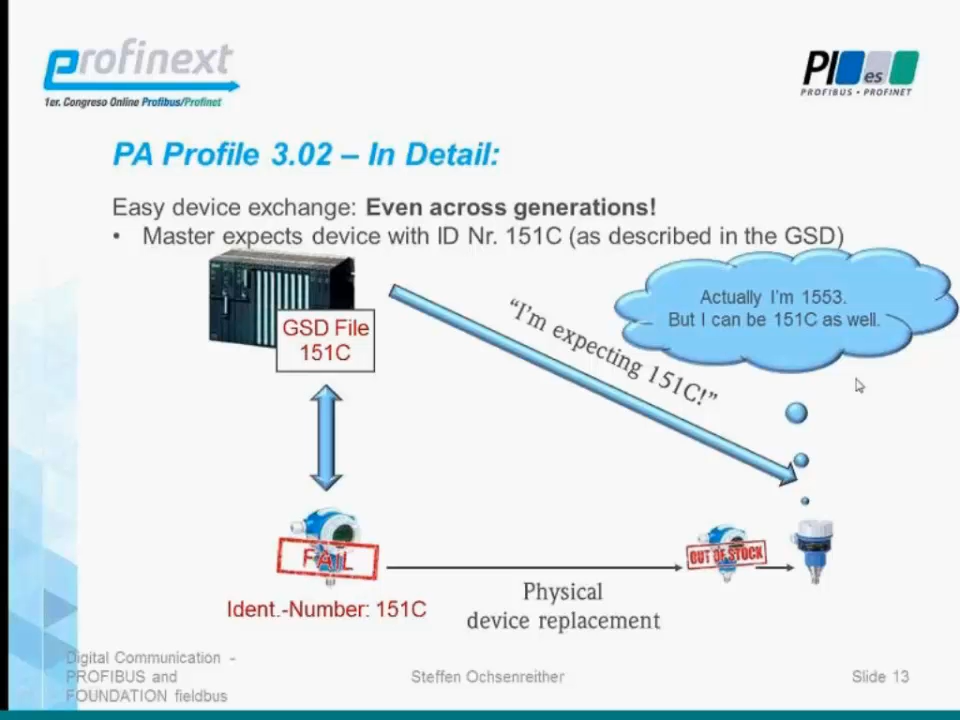 profinext
1er. Congreso Online Profibus/Profinet
PI es
PROFIBUS • PROFINET
PA Profile 3.02 – In Detail:
Easy device exchange: Even across generations!
• Master expects device with ID Nr. 151C (as described in the GSD)
GSD File
151C
"I'm expecting 151C!"
Actually I'm 1553.
But I can be 151C as well.
FAIL
OUT OF STOCK
Ident.-Number: 151C
Physical
device replacement
Digital Communication -
PROFIBUS and
FOUNDATION fieldbus
Steffen Ochsenreither
Slide 13